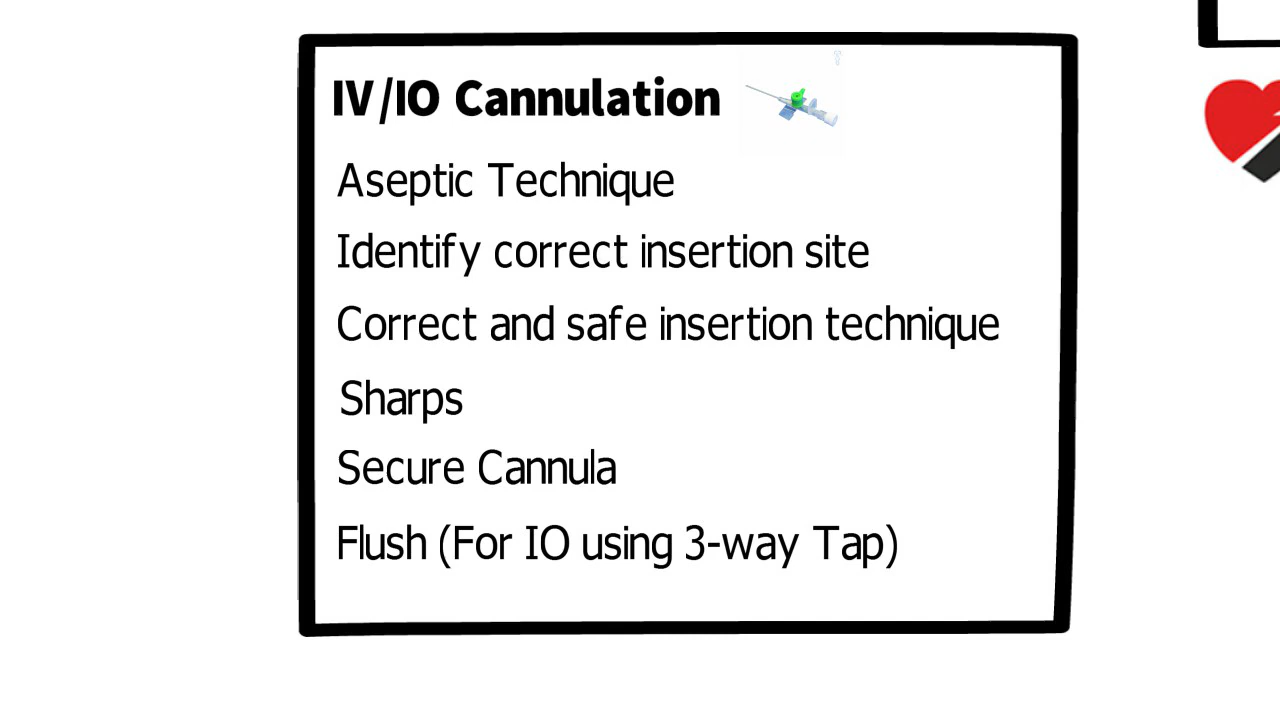 IV/IO Cannulation
Aseptic Technique
Identify correct insertion site
Correct and safe insertion technique
Sharps
Secure Cannula
Flush (For IO using 3-way Tap)